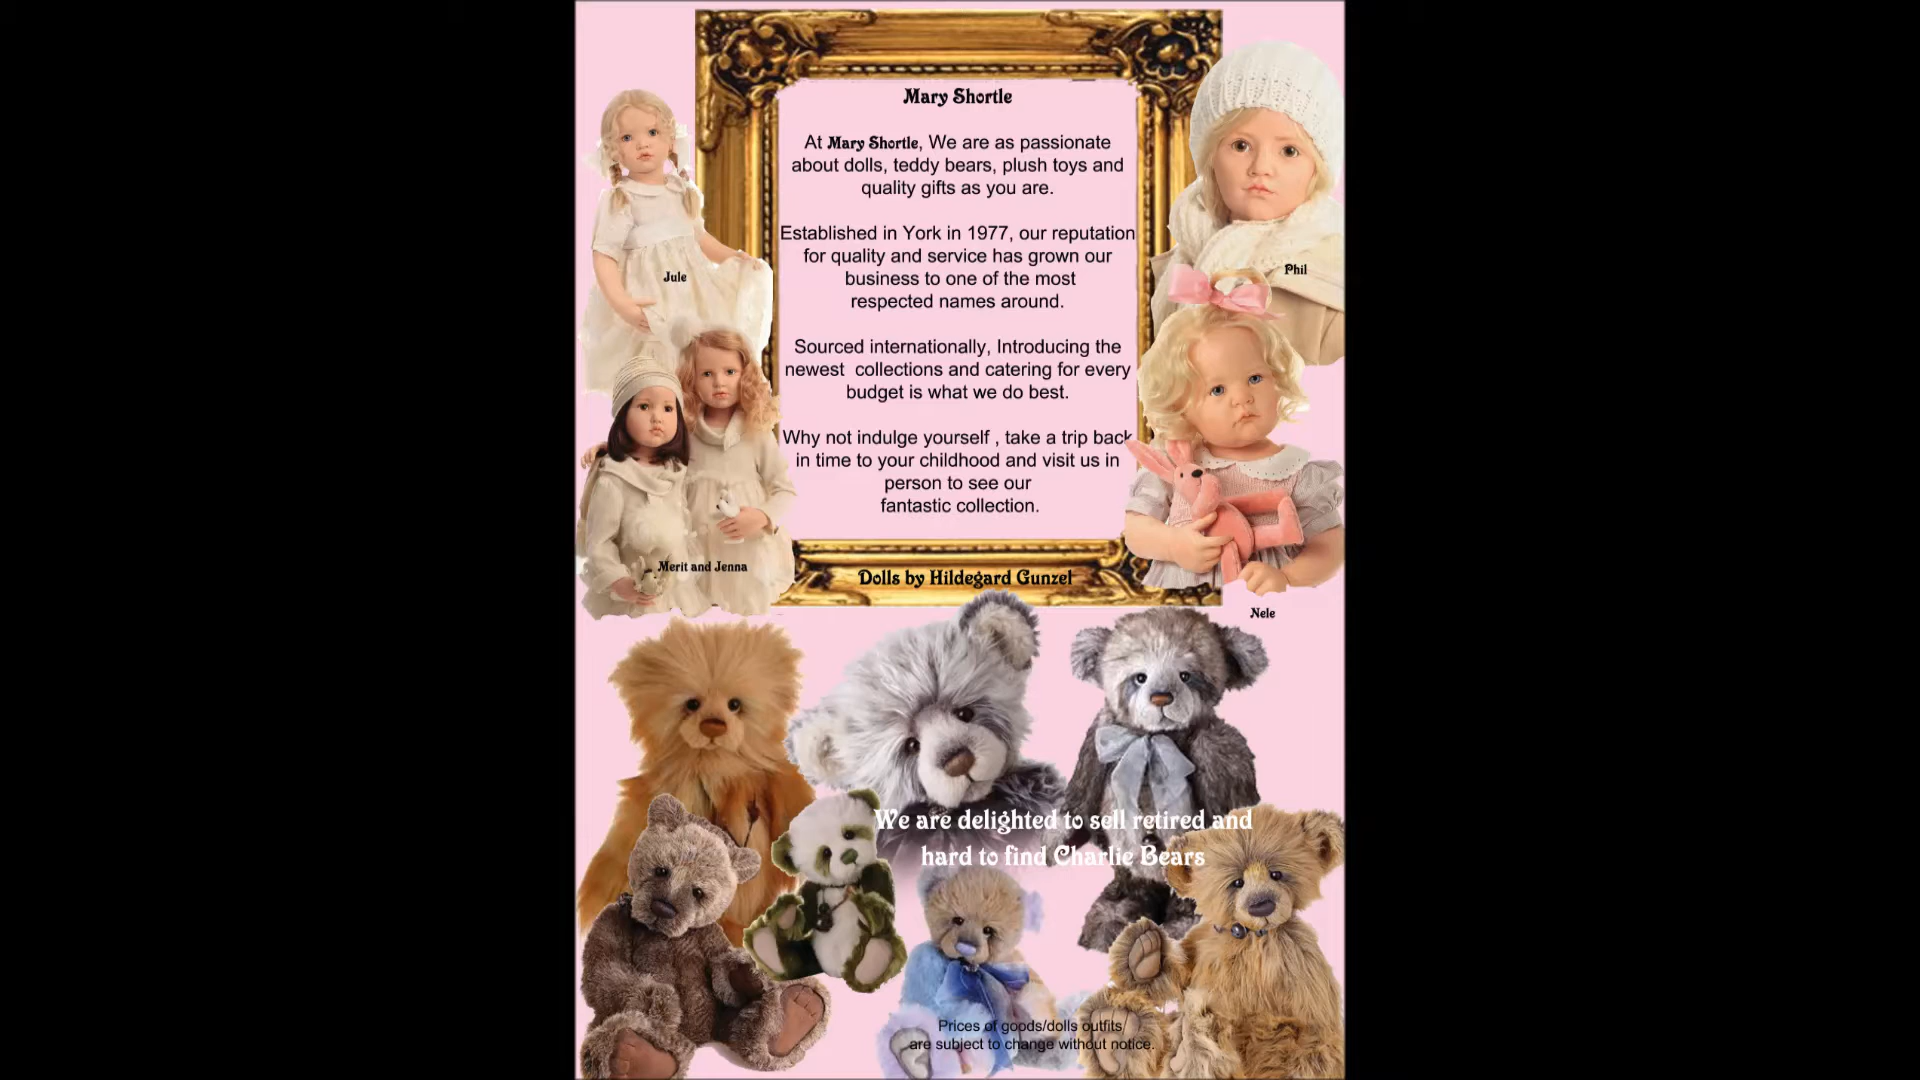 Mary Shortle
At Mary Shortle, We are as passionate
about dolls, teddy bears, plush toys and
quality gifts as you are.
Established in York in 1977, our reputation
for quality and service has grown our
business to one of the most
respected names around.
Sourced internationally, Introducing the
newest collections and catering for every
budget is what we do best.
Why not indulge yourself , take a trip back
in time to your childhood and visit us in
person to see our
fantastic collection.
Jule
Phil
Merit and Jenna
Dolls by Hildegard Gunzel
Nele
We are delighted to sell retired and
hard to find Charlie Bears
Prices of goods/dolls outfits
are subject to change without notice.